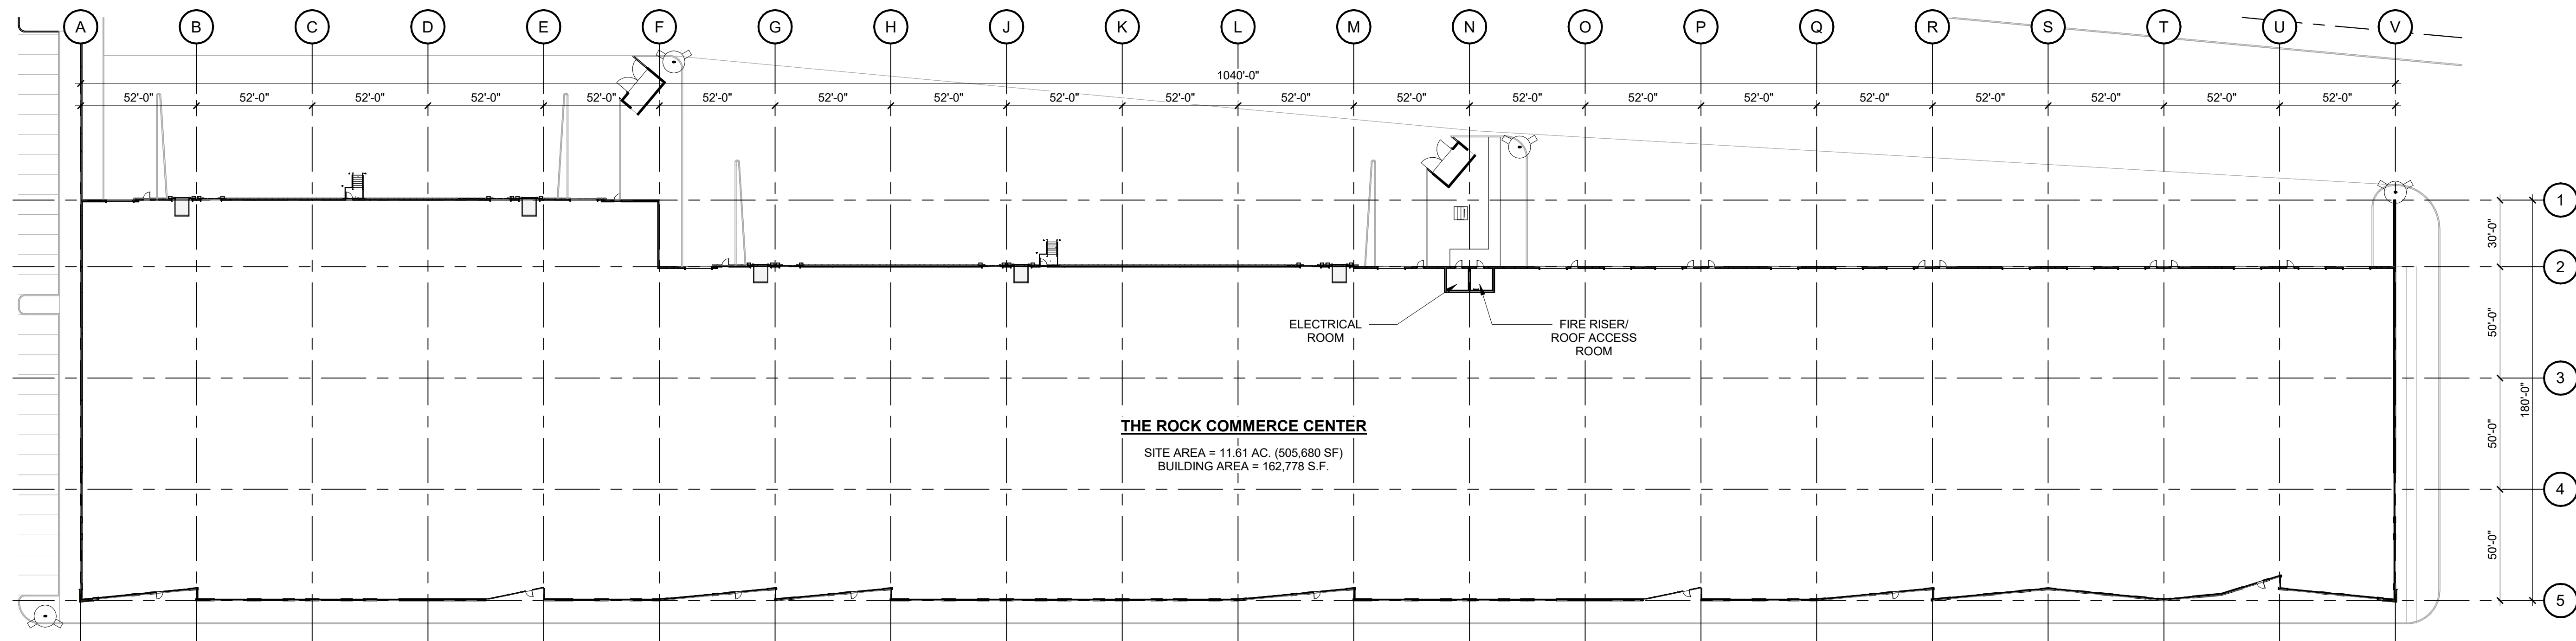 A B C D E F G H J K L M N O P Q R S T U V
1040'-0"
52'-0" 52'-0" 52'-0" 52'-0" 52'-0" 52'-0" 52'-0" 52'-0" 52'-0" 52'-0" 52'-0" 52'-0" 52'-0" 52'-0" 52'-0" 52'-0" 52'-0" 52'-0" 52'-0" 52'-0"
1
30'-0"
2
ELECTRICAL
ROOM
FIRE RISER/
ROOF ACCESS
ROOM
50'-0"
3
180'-0"
THE ROCK COMMERCE CENTER
SITE AREA = 11.61 AC. (505,680 SF)
BUILDING AREA = 162,778 S.F.
50'-0"
4
50'-0"
5